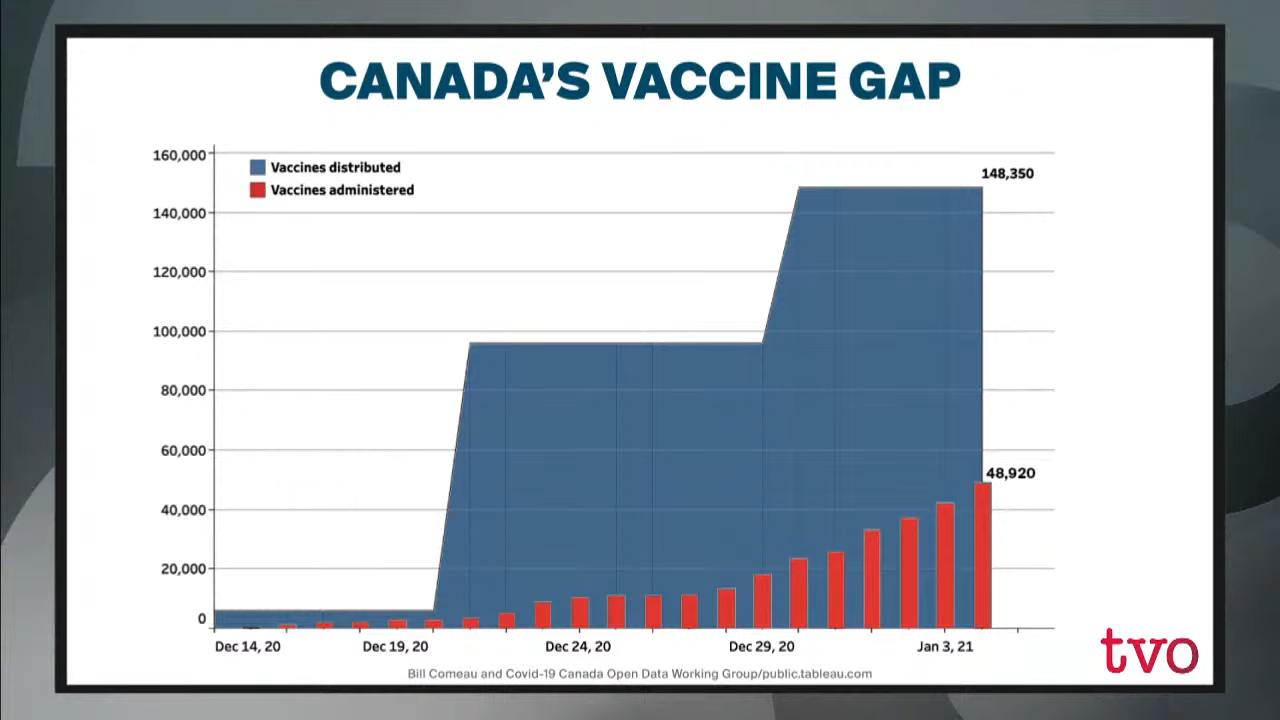 CANADA'S VACCINE GAP
160,000
Vaccines distributed
148,350
Vaccines administered
140,000
120,000
100,000
80,000
60,000
48,920
40,000
20,000
0
Dec 14, 20
Dec 19, 20
Dec 24, 20
Dec 29, 20
Jan 3, 21
Bill Comeau and Covid-19 Canada Open Data Working Group/public.tableau.com
tvo